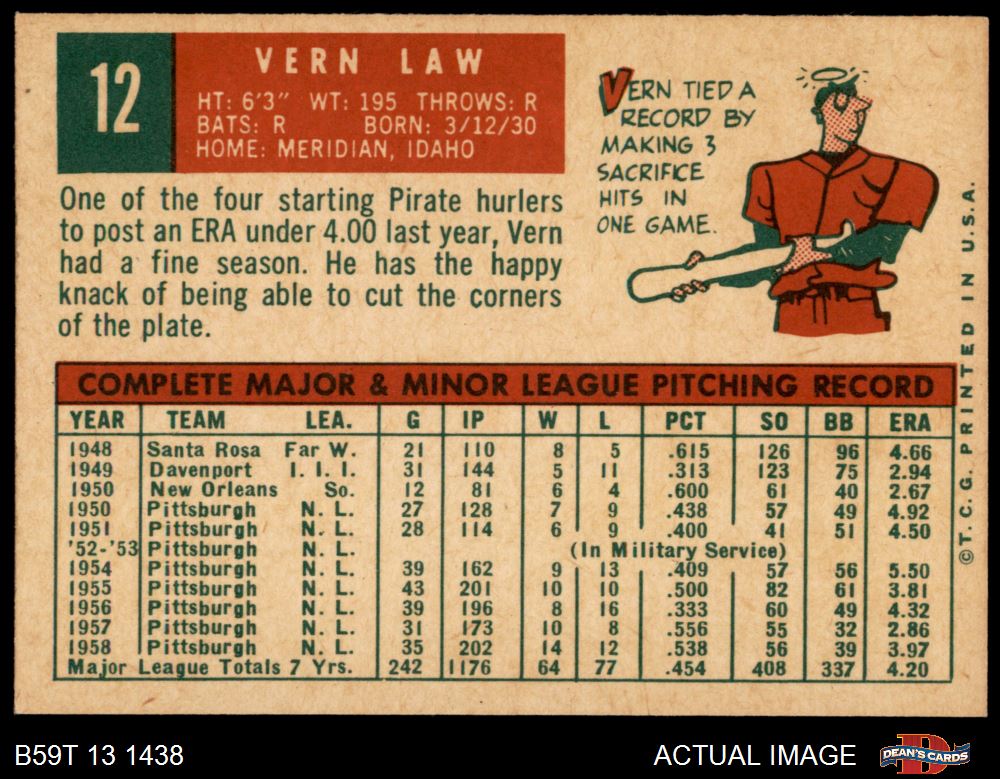 12
VERN LAW
HT: 6'3" WT: 195 THROWS: R
BATS: R BORN: 3/12/30
HOME: MERIDIAN, IDAHO
One of the four starting Pirate hurlers
to post an ERA under 4.00 last year, Vern
had a fine season. He has the happy
knack of being able to cut the corners
of the plate.
VERN TIED A
RECORD BY
MAKING 3
SACRIFICE
HITS IN
ONE GAME.
COMPLETE MAJOR & MINOR LEAGUE PITCHING RECORD
YEAR TEAM LEA. G IP W L PCT SO BB ERA
1948 Santa Rosa Far W. 21 110 8 5 .615 126 96 4.66
1949 Davenport I. I. I. 31 144 5 11 .313 123 75 2.94
1950 New Orleans So. 12 81 6 4 .600 61 40 2.67
1950 Pittsburgh N. L. 27 128 7 9 .438 57 49 4.92
1951 Pittsburgh N. L. 28 114 6 9 .400 41 51 4.50
'52-'53 Pittsburgh N. L. (In Military Service)
1954 Pittsburgh N. L. 39 162 9 13 .409 57 56 5.50
1955 Pittsburgh N. L. 43 201 10 10 .500 82 61 3.81
1956 Pittsburgh N. L. 39 196 8 16 .333 60 49 4.32
1957 Pittsburgh N. L. 31 173 10 8 .556 55 32 2.86
1958 Pittsburgh N. L. 35 202 14 12 .538 56 39 3.97
Major League Totals 7 Yrs. 242 1176 64 77 .454 408 337 4.20
©T.C.G. PRINTED IN U.S.A.
B59T 13 1438
ACTUAL IMAGE
DEAN'S CARDS